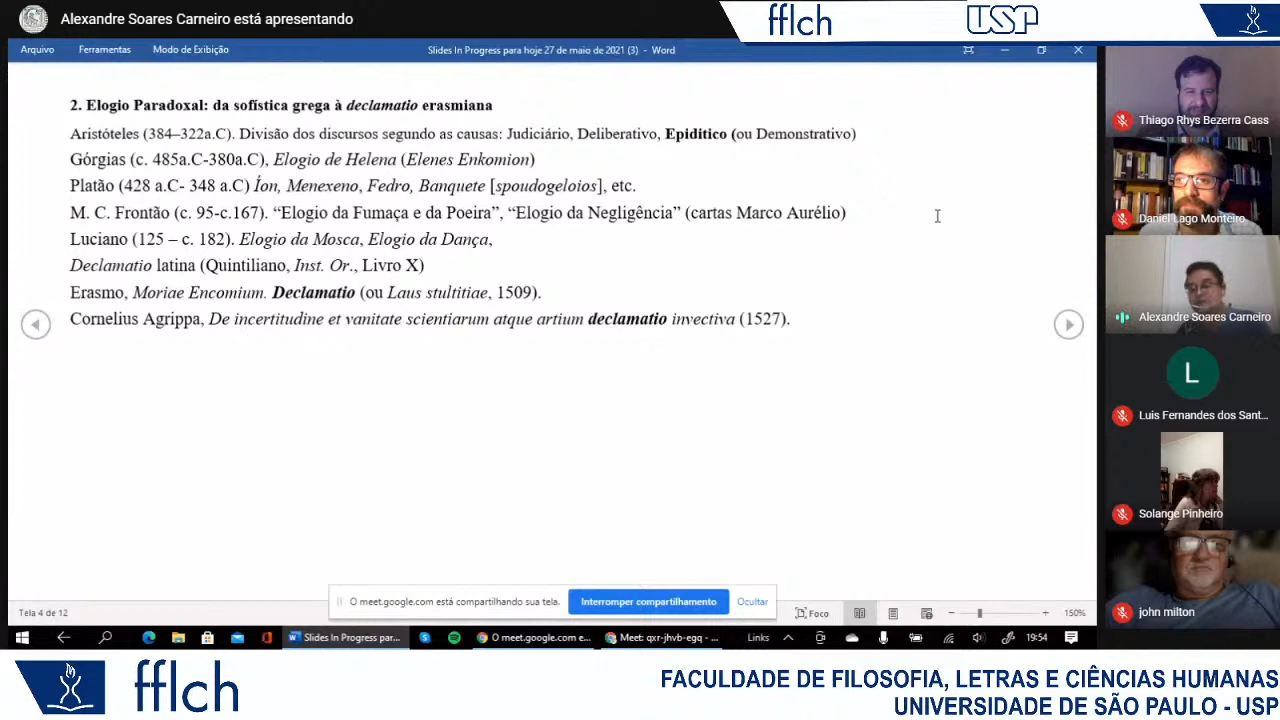 Alexandre Soares Carneiro está apresentando
fflch
USP
Arquivo Ferramentas Modo de Exibição Slides In Progress para hoje 27 de maio de 2021 (3) - Word
2. Elogio Paradoxal: da sofística grega à declamatio erasmiana
Aristóteles (384–322a.C). Divisão dos discursos segundo as causas: Judiciário, Deliberativo, Epiditico (ou Demonstrativo)
Górgias (c. 485a.C-380a.C), Elogio de Helena (Elenes Enkomion)
Platão (428 a.C- 348 a.C) Íon, Menexeno, Fedro, Banquete [spoudogeloios], etc.
M. C. Frontão (c. 95-c.167). “Elogio da Fumaça e da Poeira”, “Elogio da Negligência” (cartas Marco Aurélio)
Luciano (125 – c. 182). Elogio da Mosca, Elogio da Dança,
Declamatio latina (Quintiliano, Inst. Or., Livro X)
Erasmo, Moriae Encomium. Declamatio (ou Laus stultitiae, 1509).
Cornelius Agrippa, De incertitudine et vanitate scientiarum atque artium declamatio invectiva (1527).
Thiago Rhys Bezerra Cass
Daniel Lago Monteiro
Alexandre Soares Carneiro
L
Luis Fernandes dos Sant...
Solange Pinheiro
john milton
O meet.google.com está compartilhando sua tela. Interromper compartilhamento Ocultar
Tela 4 de 12 Foco 150%
Slides In Progress par... O meet.google.com e... Meet: qxr-jhvb-egq - ... Links 19:54
fflch
FACULDADE DE FILOSOFIA, LETRAS E CIÊNCIAS HUMANAS
UNIVERSIDADE DE SÃO PAULO - USP